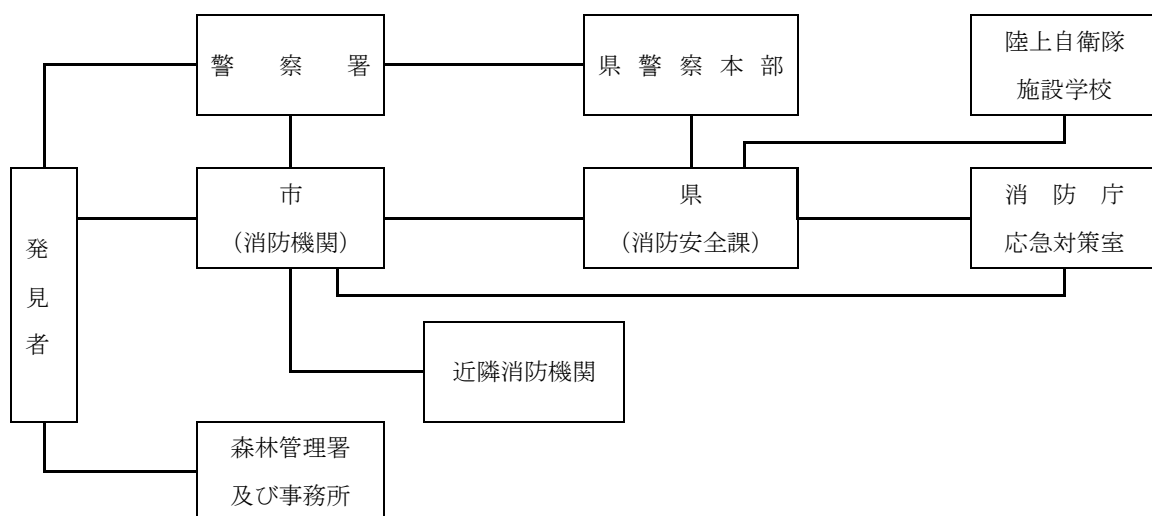 警察署
県警察本部
陸上自衛隊
施設学校
発見者
市
（消防機関）
県
（消防安全課）
消防庁
応急対策室
近隣消防機関
森林管理署
及び事務所